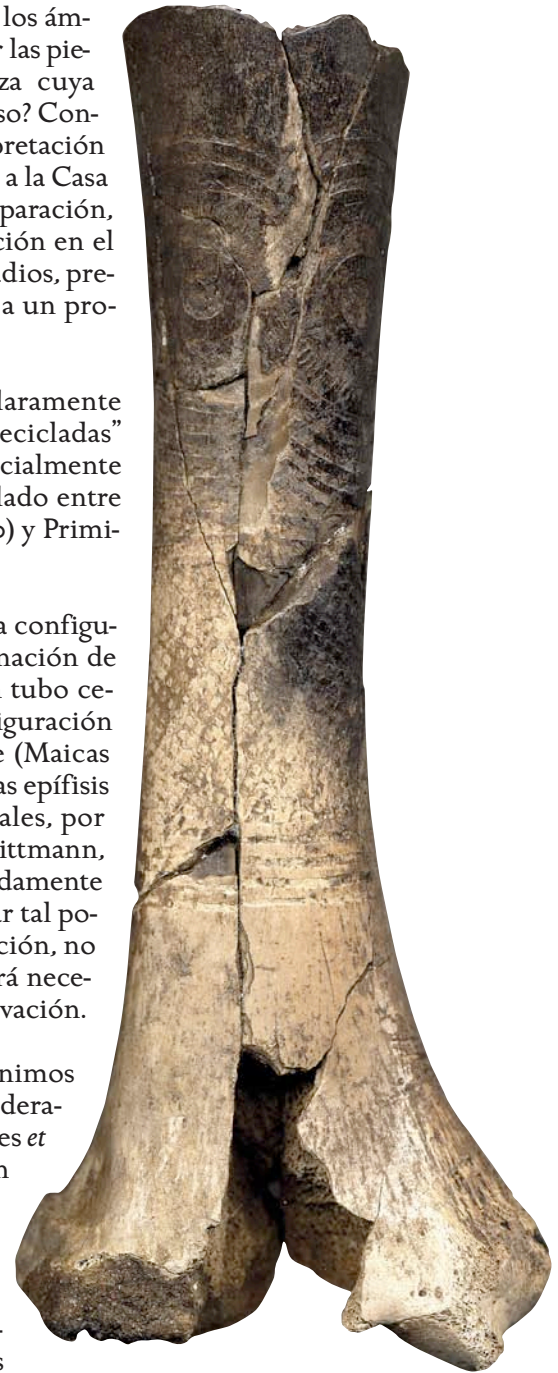 los ám-
las pie-
za cuya
so? Con-
pretación
a la Casa
paración,
ción en el
dios, pre-
a un pro-
laramente
ecicladas”
cialmente
lado entre
o) y Primi-
a configu-
nación de
tubo ce-
iguración
e (Maicas
as epífisis
ales, por
ittmann,
damente
r tal po-
ción, no
rá nece-
vación.
nimos
dera-
es et